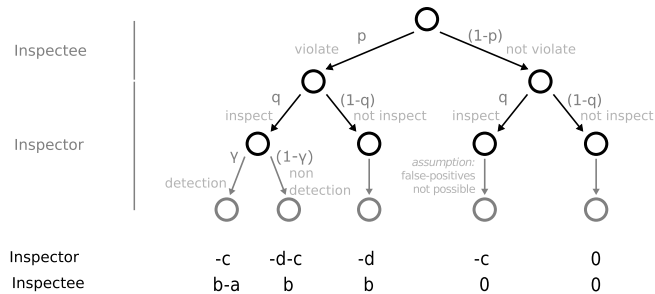 p
(1-p)
Inspectee
violate
not violate
q
(1-q)
q
(1-q)
inspect
not inspect
inspect
not inspect
Inspector
γ
(1-γ)
non
detection
detection
assumption:
false-positives
not possible
Inspector -c -d-c -d -c 0
Inspectee b-a b b 0 0